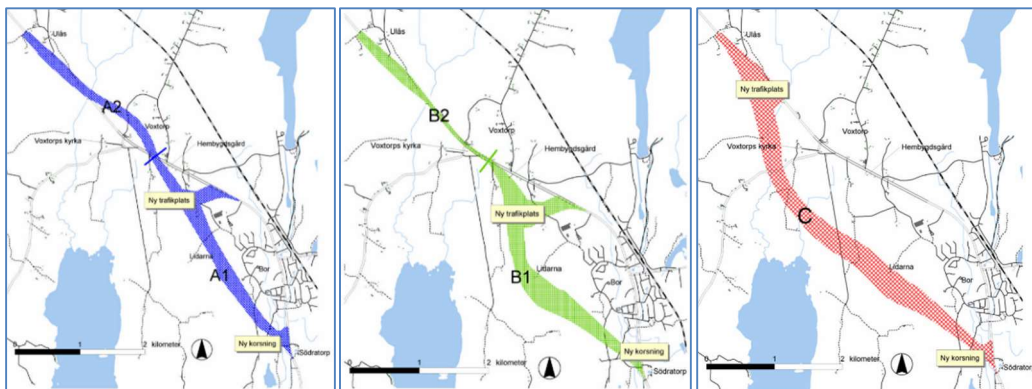 Ulås
A2
Voxtorp
Voxtorps kyrka
Hembygdsgård
Ny trafikplats
Lidarna
A1
Bor
Ny korsning
0 1 2
kilometer
Södratorp
Ulås
B2
Voxtorp
Voxtorps kyrka
Hembygdsgård
Ny trafikplats
Lidarna
B1
Bor
Ny korsning
0 1 2
kilometer
Södratorp
Ulås
Ny trafikplats
Voxtorp
Voxtorps kyrka
Hembygdsgård
C
Lidarna
Bor
Ny korsning
0 1 2
kilometer
Södratorp